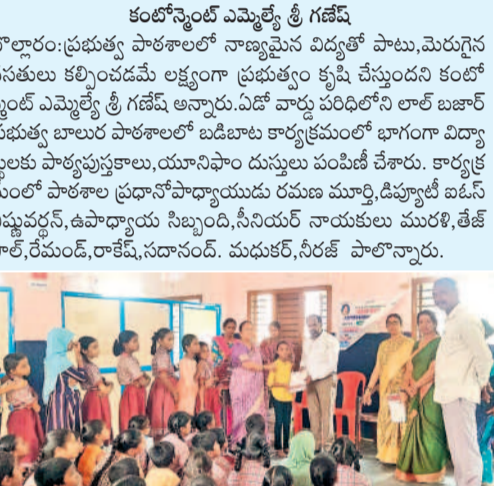 కంటోన్మెంట్ ఎమ్మెల్యే శ్రీ గణేష్
బొల్లారం:ప్రభుత్వ పాఠశాలలో నాణ్యమైన విద్యతో పాటు,మెరుగైన
వసతులు కల్పించడమే లక్ష్యంగా ప్రభుత్వం కృషి చేస్తుందని కంటో
న్మెంట్ ఎమ్మెల్యే శ్రీ గణేష్ అన్నారు.ఏడో వార్డు పరిధిలోని లాల్ బజార్
ప్రభుత్వ బాలుర పాఠశాలలో బడిబాట కార్యక్రమంలో భాగంగా విద్యా
ర్థులకు పాఠ్యపుస్తకాలు,యూనిఫాం దుస్తులు పంపిణీ చేశారు. కార్యక్ర
మంలో పాఠశాల ప్రధానోపాధ్యాయుడు రమణ మూర్తి,డిప్యూటీ ఐఓస్
విష్ణువర్థన్,ఉపాధ్యాయ సిబ్బంది,సీనియర్ నాయకులు మురళి,తేజ్
పాల్,రేమండ్,రాకేష్,సదానంద్. మధుకర్,నీరజ్ పాలొన్నారు.